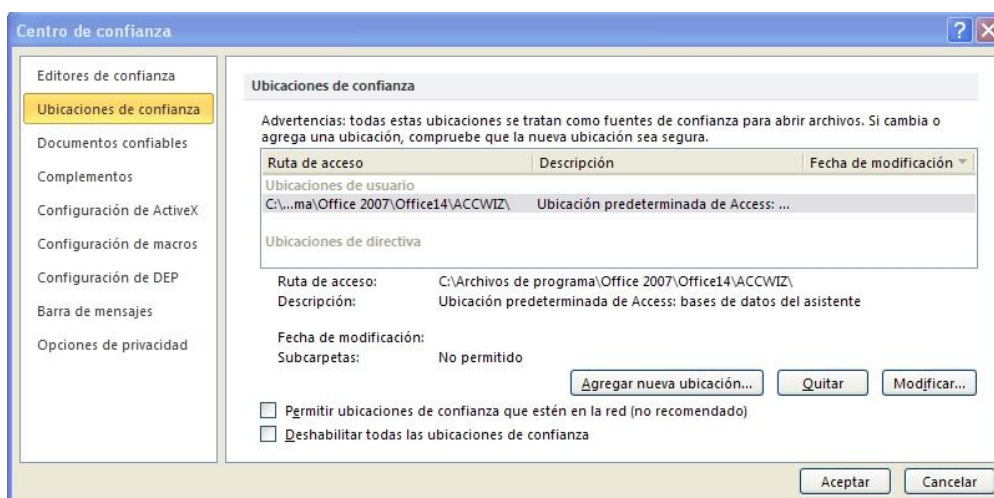 Centro de confianza
Editores de confianza
Ubicaciones de confianza
Documentos confiables
Complementos
Configuración de ActiveX
Configuración de macros
Configuración de DEP
Barra de mensajes
Opciones de privacidad
Ubicaciones de confianza
Advertencias: todas estas ubicaciones se tratan como fuentes de confianza para abrir archivos. Si cambia o
agrega una ubicación, compruebe que la nueva ubicación sea segura.
Ruta de acceso Descripción Fecha de modificación
Ubicaciones de usuario
C:\...ma\Office 2007\Office14\ACCWIZ\ Ubicación predeterminada de Access: ...
Ubicaciones de directiva
Ruta de acceso: C:\Archivos de programa\Office 2007\Office14\ACCWIZ\
Descripción: Ubicación predeterminada de Access: bases de datos del asistente
Fecha de modificación:
Subcarpetas: No permitido
Agregar nueva ubicación... Quitar Modificar...
Permitir ubicaciones de confianza que estén en la red (no recomendado)
Deshabilitar todas las ubicaciones de confianza
Aceptar Cancelar